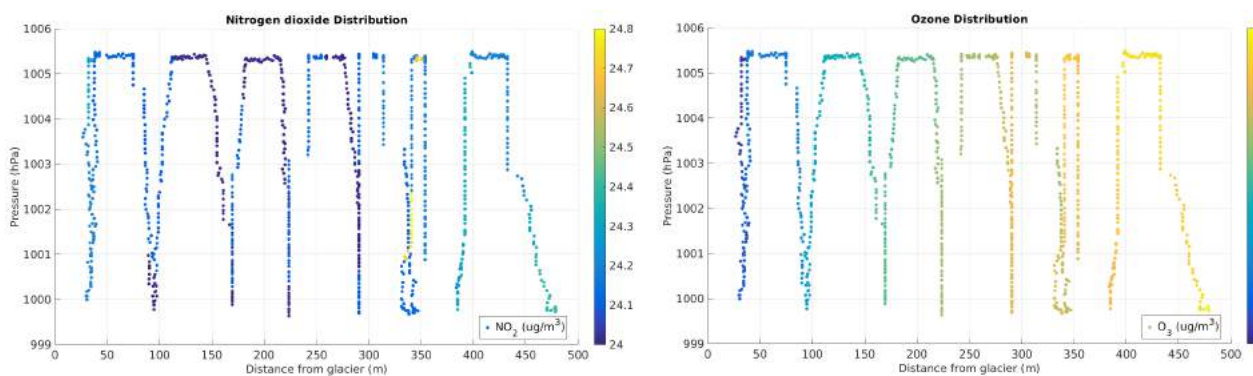 Nitrogen dioxide Distribution
1006
1005
1004
1003
1002
1001
1000
999
Pressure (hPa)
0 50 100 150 200 250 300 350 400 450 500
Distance from glacier (m)
NO2 (ug/m3)
24.8
24.7
24.6
24.5
24.4
24.3
24.2
24.1
24
Ozone Distribution
1006
1005
1004
1003
1002
1001
1000
999
Pressure (hPa)
0 50 100 150 200 250 300 350 400 450 500
Distance from glacier (m)
O3 (ug/m3)